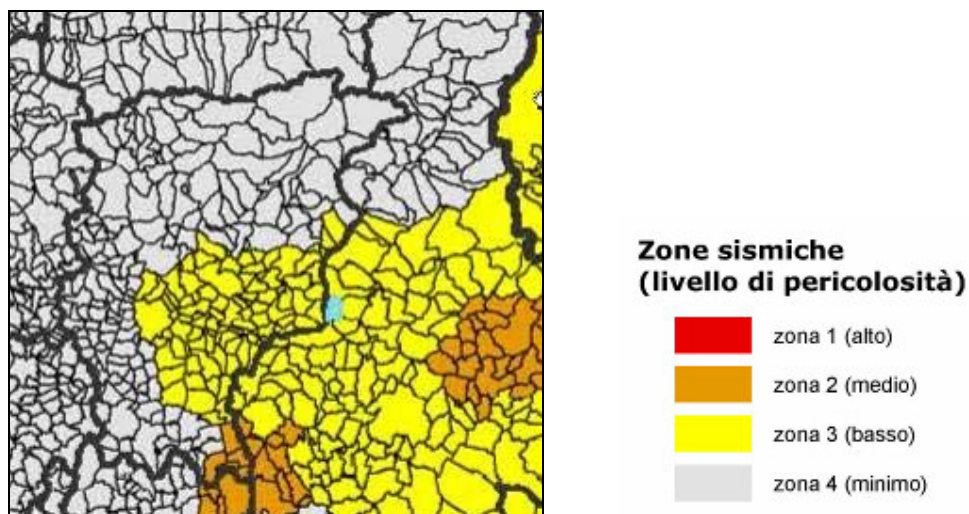 Zone sismiche
(livello di pericolosità)
zona 1 (alto)
zona 2 (medio)
zona 3 (basso)
zona 4 (minimo)